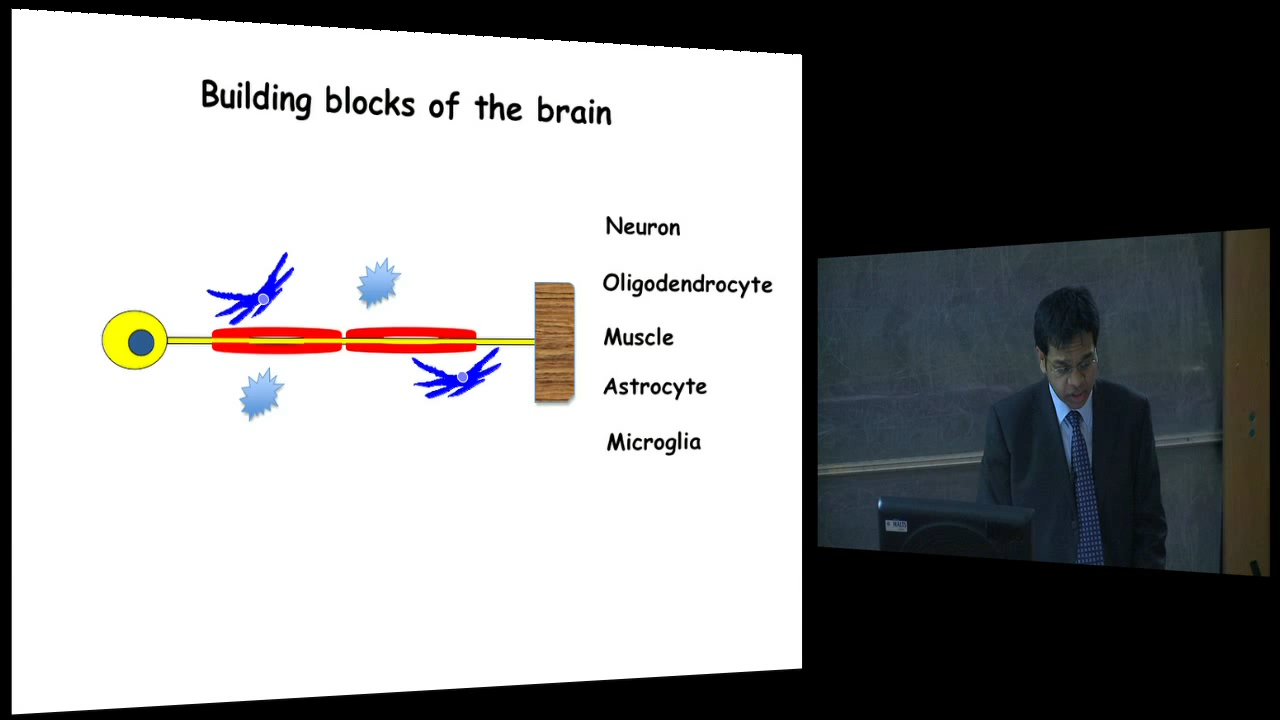 Building blocks of the brain
Neuron
Oligodendrocyte
Muscle
Astrocyte
Microglia